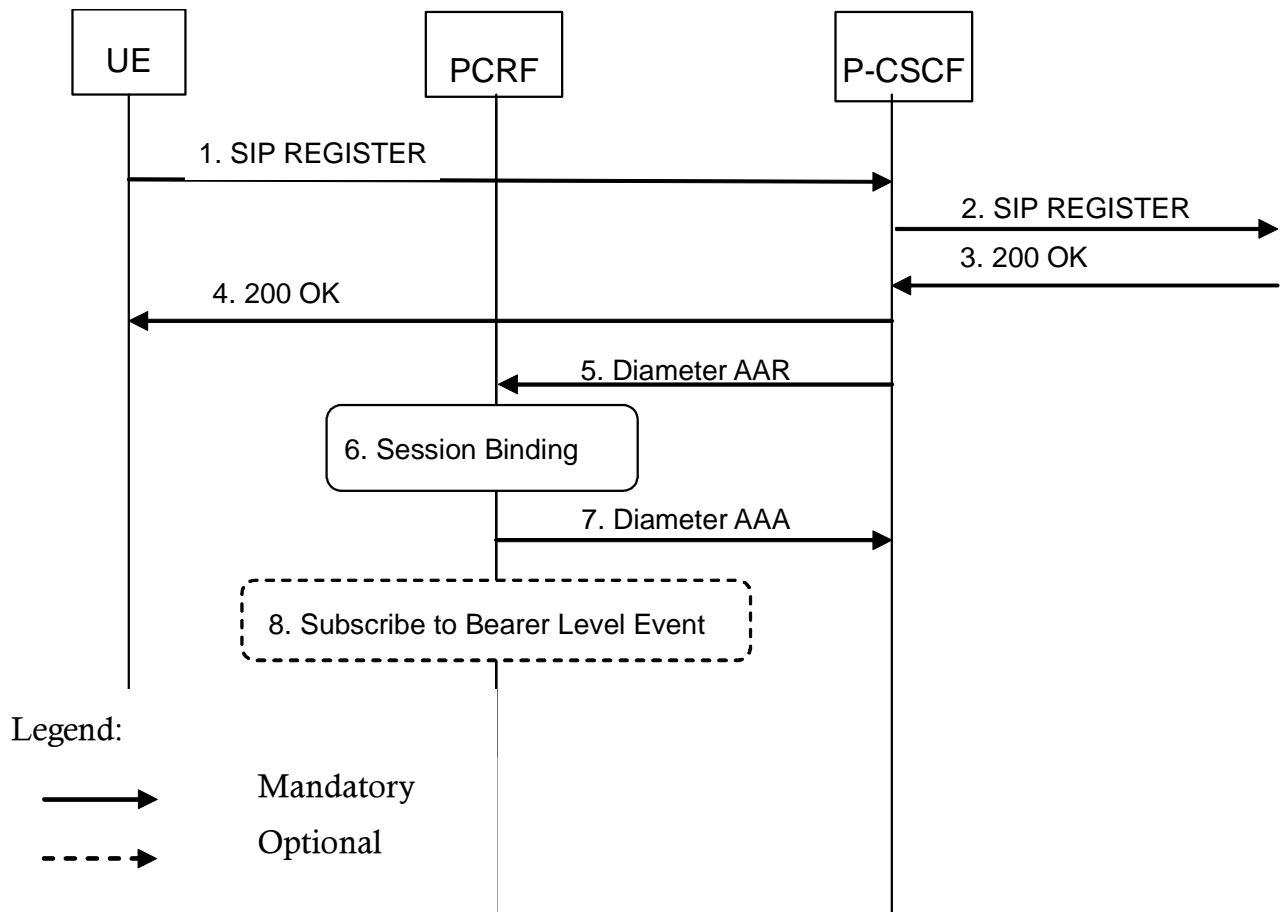 UE
PCRF
P-CSCF
1. SIP REGISTER
2. SIP REGISTER
3. 200 OK
4. 200 OK
5. Diameter AAR
6. Session Binding
7. Diameter AAA
8. Subscribe to Bearer Level Event
Legend:
Mandatory
Optional